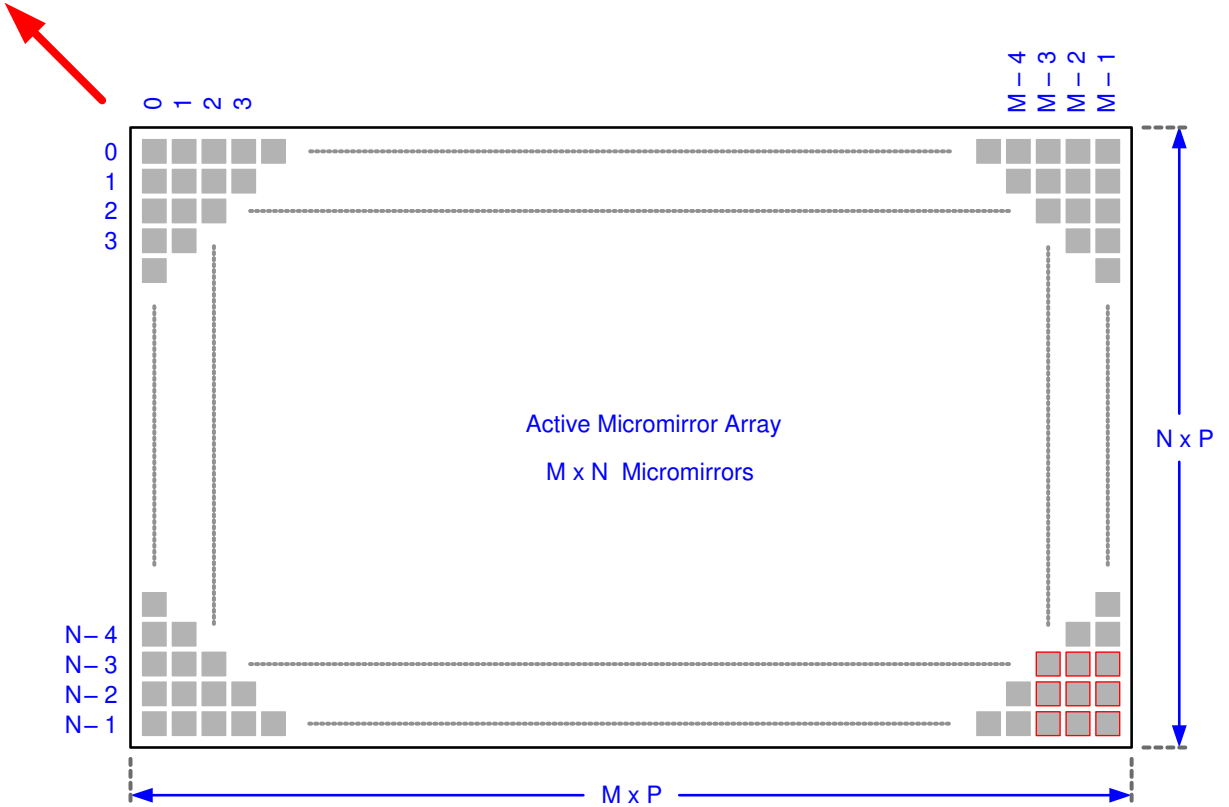 0 1 2 3
M – 4 M – 3 M – 2 M – 1
0
1
2
3
Active Micromirror Array
N x P
M x N Micromirrors
N – 4
N – 3
N – 2
N – 1
M x P